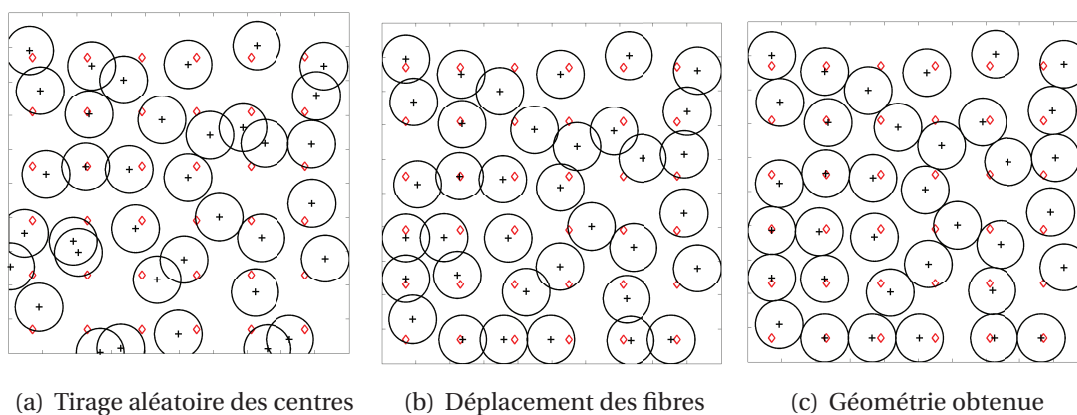 (a) Tirage aléatoire des centres
(b) Déplacement des fibres
(c) Géométrie obtenue